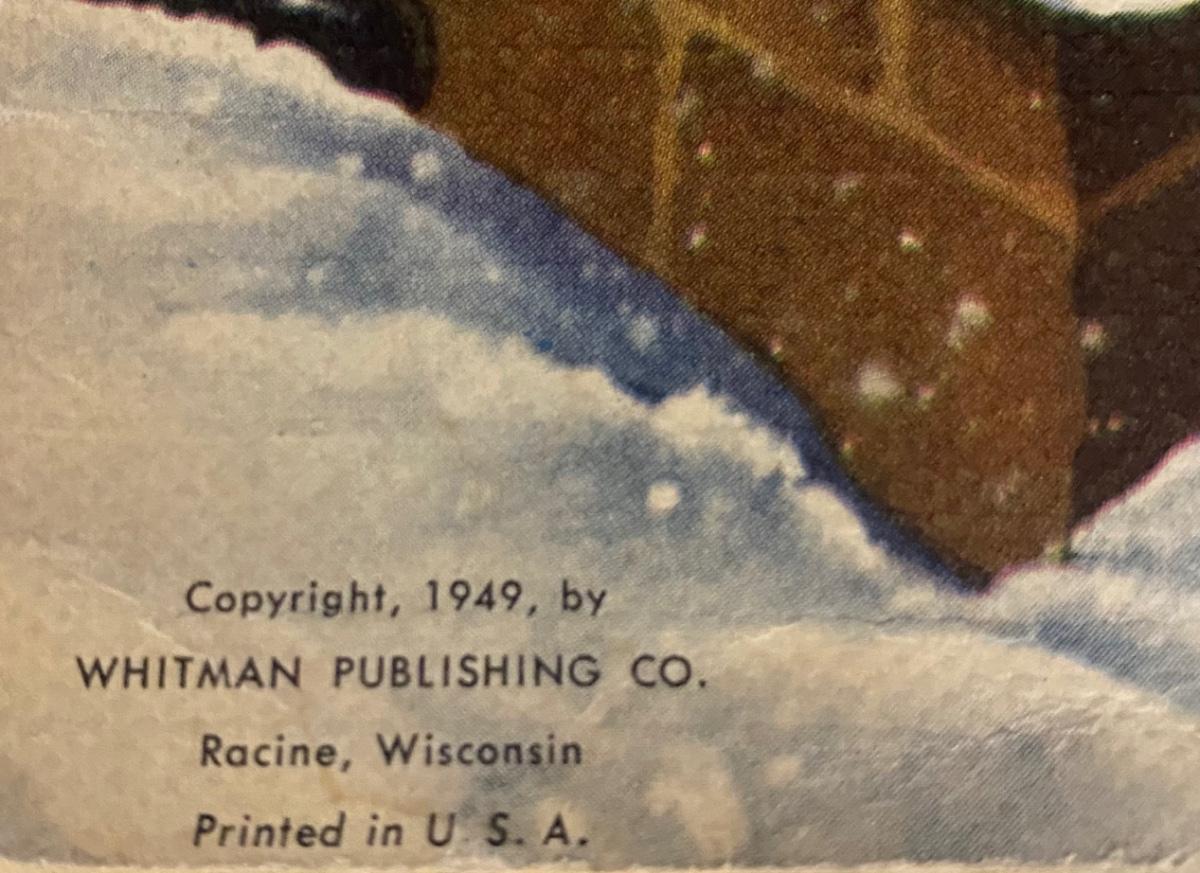 Copyright, 1949, by
WHITMAN PUBLISHING CO.
Racine, Wisconsin
Printed in U. S. A.